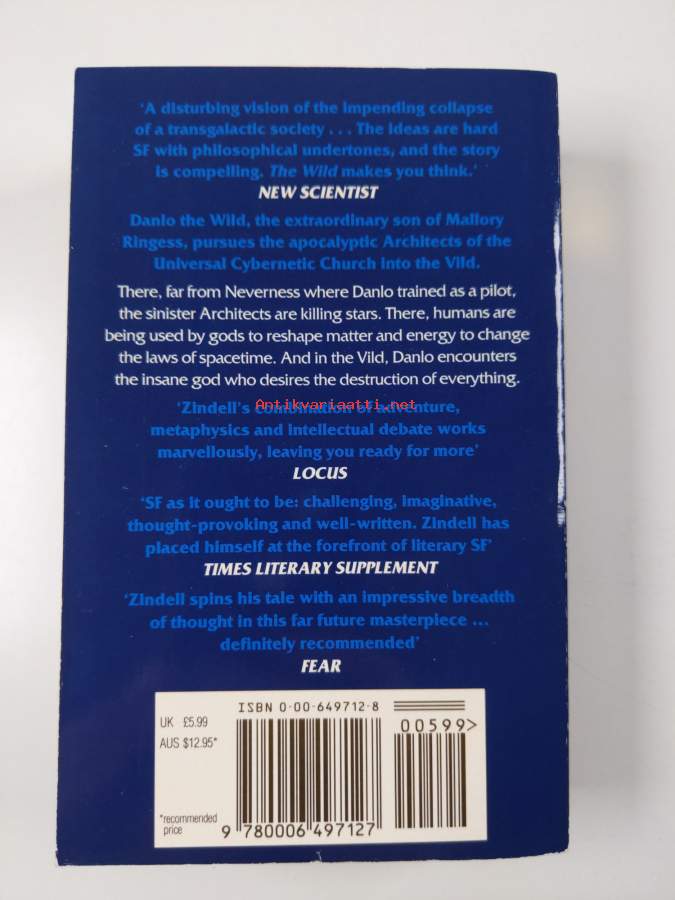 ‘A disturbing vision of the impending collapse
of a transgalactic society . . . The ideas are hard
SF with philosophical undertones, and the story
is compelling. The Wild makes you think.’
NEW SCIENTIST
Danlo the Wild, the extraordinary son of Mallory
Ringess, pursues the apocalyptic Architects of the
Universal Cybernetic Church into the Vild.
There, far from Neverness where Danlo trained as a pilot,
the sinister Architects are killing stars. There, humans are
being used by gods to reshape matter and energy to change
the laws of spacetime. And in the Vild, Danlo encounters
the insane god who desires the destruction of everything.
Antikvariaatti.net
‘Zindell’s combination of adventure,
metaphysics and intellectual debate works
marvellously, leaving you ready for more’
LOCUS
‘SF as it ought to be: challenging, imaginative,
thought-provoking and well-written. Zindell has
placed himself at the forefront of literary SF’
TIMES LITERARY SUPPLEMENT
‘Zindell spins his tale with an impressive breadth
of thought in this far future masterpiece ...
definitely recommended’
FEAR
ISBN 0-00-649712-8
UK £5.99
AUS $12.95*
00599>
*recommended
price
9 780006 497127